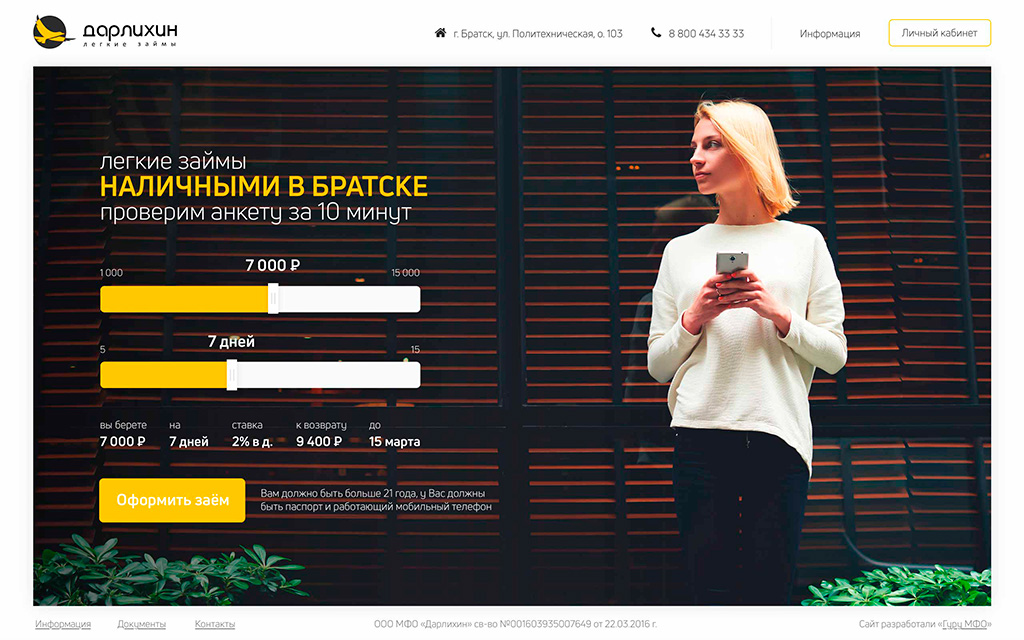 дарлихин
легкие займы
г. Братск, ул. Политехническая, о. 103
8 800 434 33 33
Информация
Личный кабинет
легкие займы
НАЛИЧНЫМИ В БРАТСКЕ
проверим анкету за 10 минут
7 000 ₽
1 000
15 000
7 дней
5
15
вы берете
на
ставка
к возврату
до
7 000 ₽
7 дней
2% в д.
9 400 ₽
15 марта
Оформить заём
Вам должно быть больше 21 года, у Вас должны
быть паспорт и работающий мобильный телефон
Информация
Документы
Контакты
ООО МФО «Дарлихин» св-во №001603935007649 от 22.03.2016 г.
Сайт разработали «Гуру МФО»